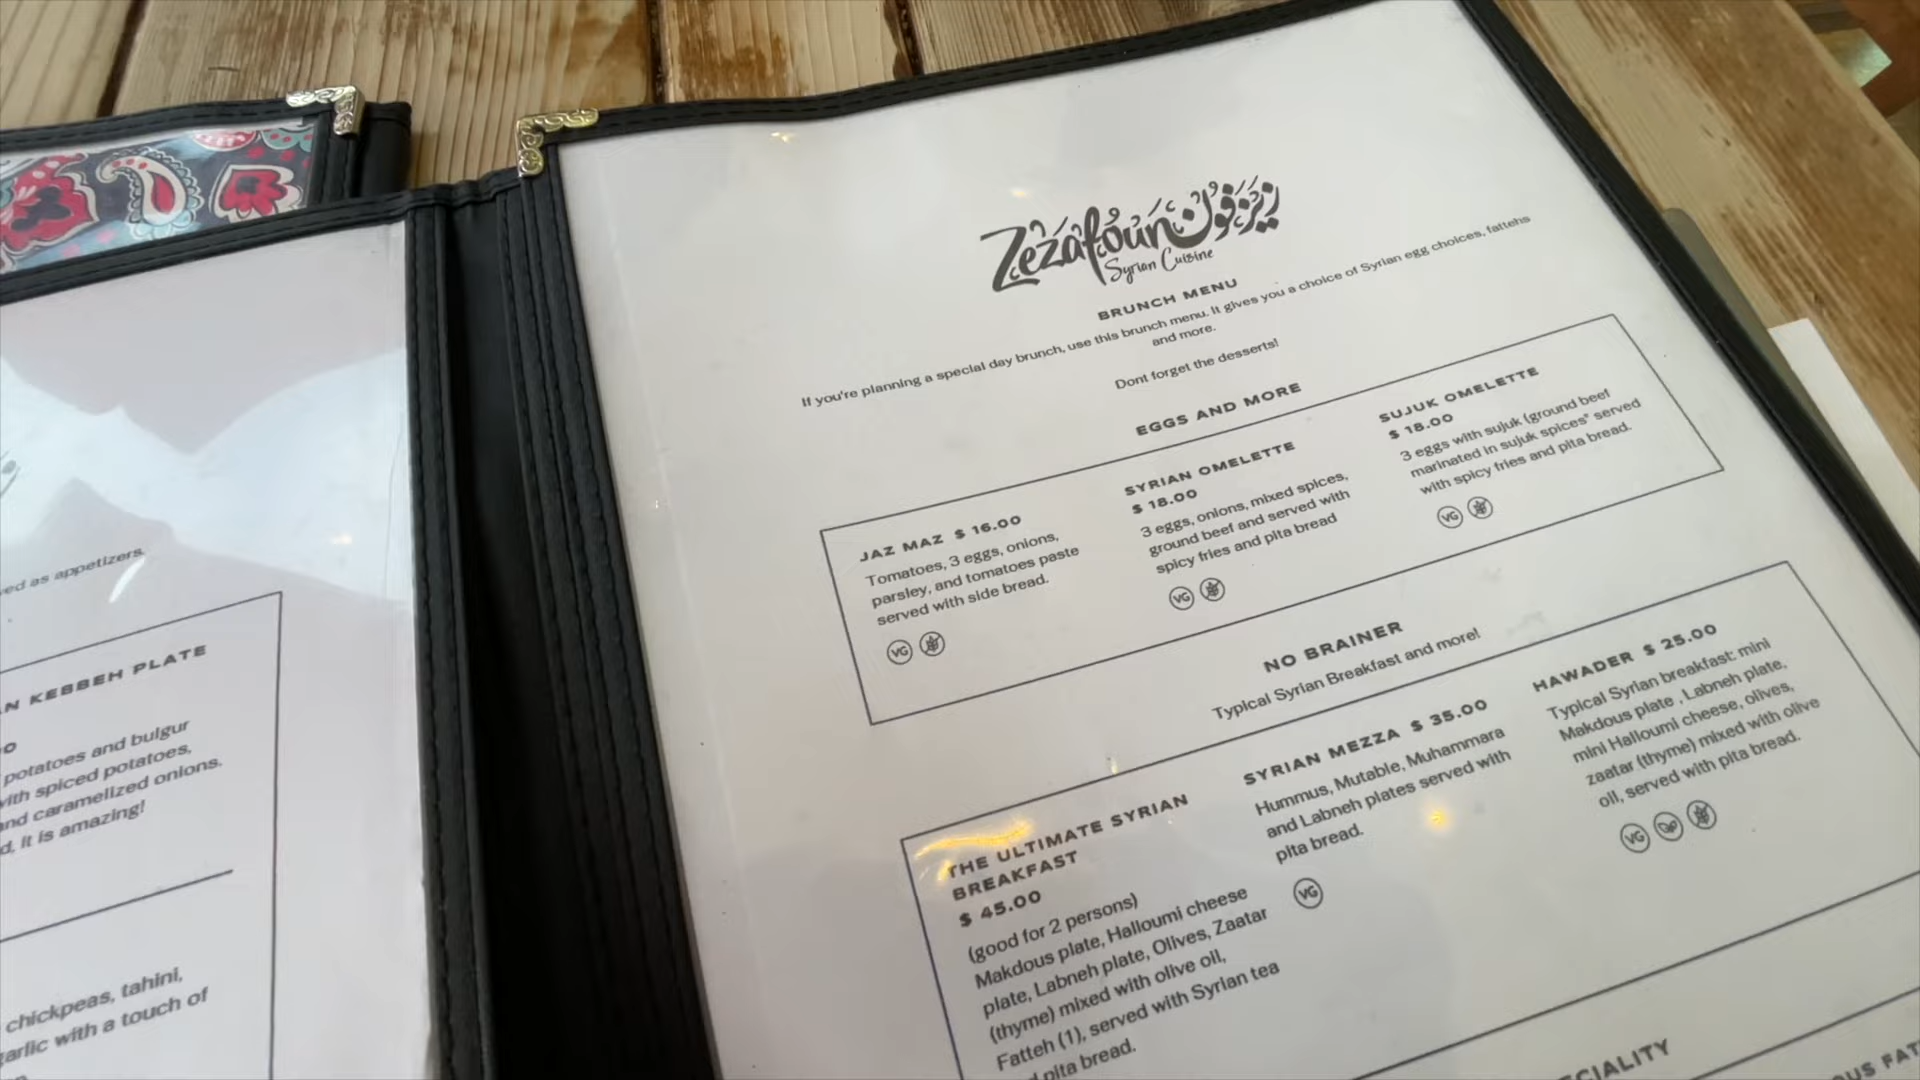 ved as appetizers.
N KEBBEH PLATE
potatoes and bulgur
with spiced potatoes,
and caramelized onions.
It is amazing!
chickpeas, tahini,
garlic with a touch of
Zezafoun زيزفون
Syrian Cuisine
BRUNCH MENU
If you're planning a special day brunch, use this brunch menu. It gives you a choice of Syrian egg choices, fattehs
and more.
Dont forget the desserts!
EGGS AND MORE
JAZ MAZ $ 16.00
Tomatoes, 3 eggs, onions,
parsley, and tomatoes paste
served with side bread.
VG
SYRIAN OMELETTE
$ 18.00
3 eggs, onions, mixed spices,
ground beef and served with
spicy fries and pita bread
VG
SUJUK OMELETTE
$ 18.00
3 eggs with sujuk (ground beef
marinated in sujuk spices" served
with spicy fries and pita bread.
VG
NO BRAINER
Typical Syrian Breakfast and more!
THE ULTIMATE SYRIAN
BREAKFAST
$ 45.00
(good for 2 persons)
Makdous plate, Halloumi cheese
plate, Labneh plate, Olives, Zaatar
(thyme) mixed with olive oil,
Fatteh (1), served with Syrian tea
pita bread.
SYRIAN MEZZA $ 35.00
Hummus, Mutable, Muhammara
and Labneh plates served with
pita bread.
VG
HAWADER $ 25.00
Typical Syrian breakfast: mini
Makdous plate , Labneh plate,
mini Halloumi cheese, olives,
zaatar (thyme) mixed with olive
oil, served with pita bread.
VG
CIALITY
OUS FAT